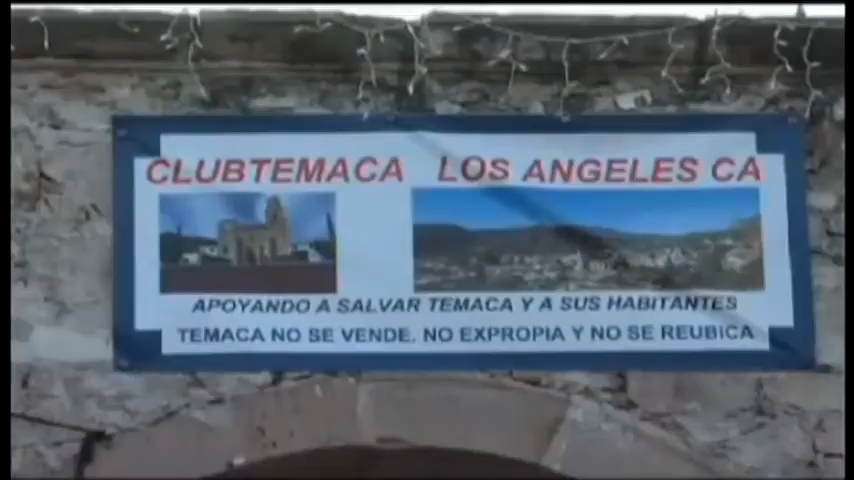 CLUBTEMACA LOS ANGELES CA
APOYANDO A SALVAR TEMACA Y A SUS HABITANTES
TEMACA NO SE VENDE. NO EXPROPIA Y NO SE REUBICA